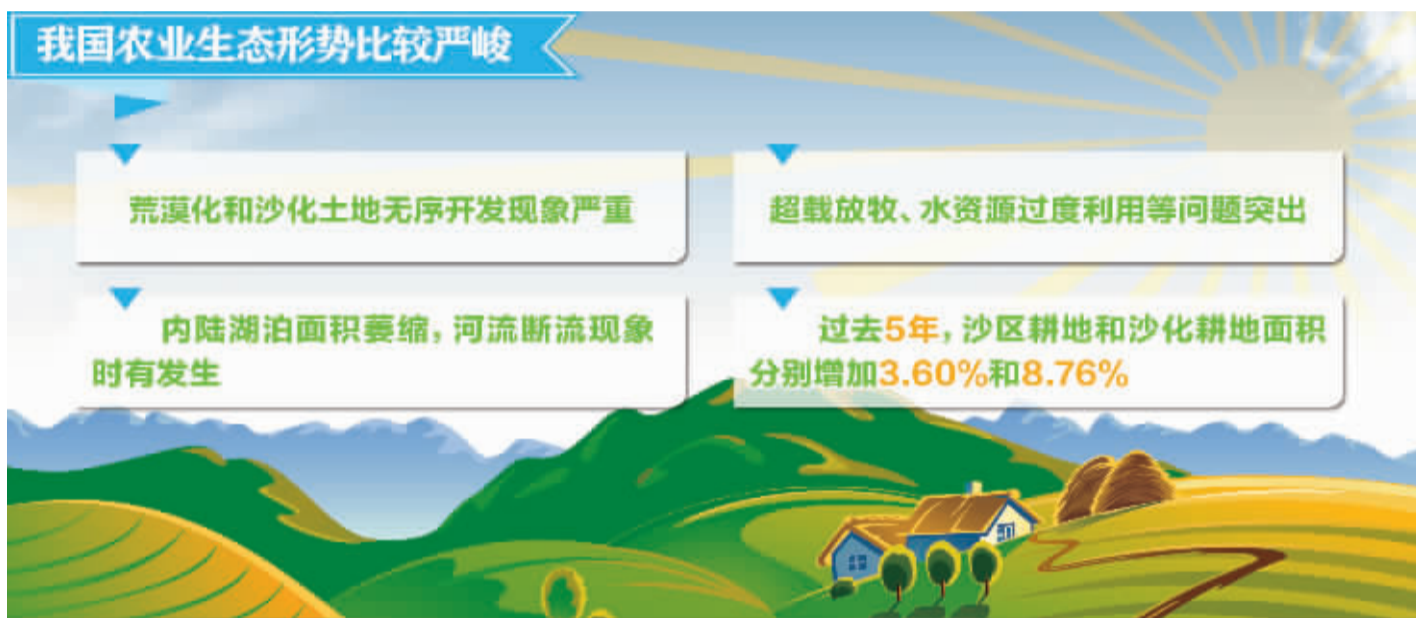 我国农业生态形势比较严峻
荒漠化和沙化土地无序开发现象严重
超载放牧、水资源过度利用等问题突出
内陆湖泊面积萎缩，河流断流现象
时有发生
过去5年，沙区耕地和沙化耕地面积
分别增加3.60%和8.76%